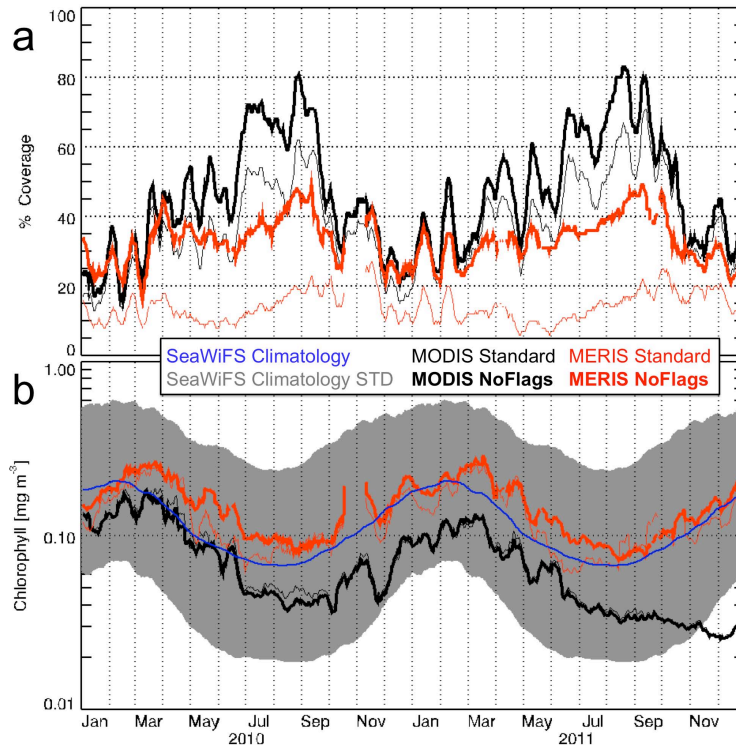 a
100
80
60
40
20
0
% Coverage
SeaWiFS Climatology MODIS Standard MERIS Standard
SeaWiFS Climatology STD MODIS NoFlags MERIS NoFlags
b
1.00
0.10
0.01
Chlorophyll [mg m-3]
Jan Mar May Jul Sep Nov Jan Mar May Jul Sep Nov
2010 2011